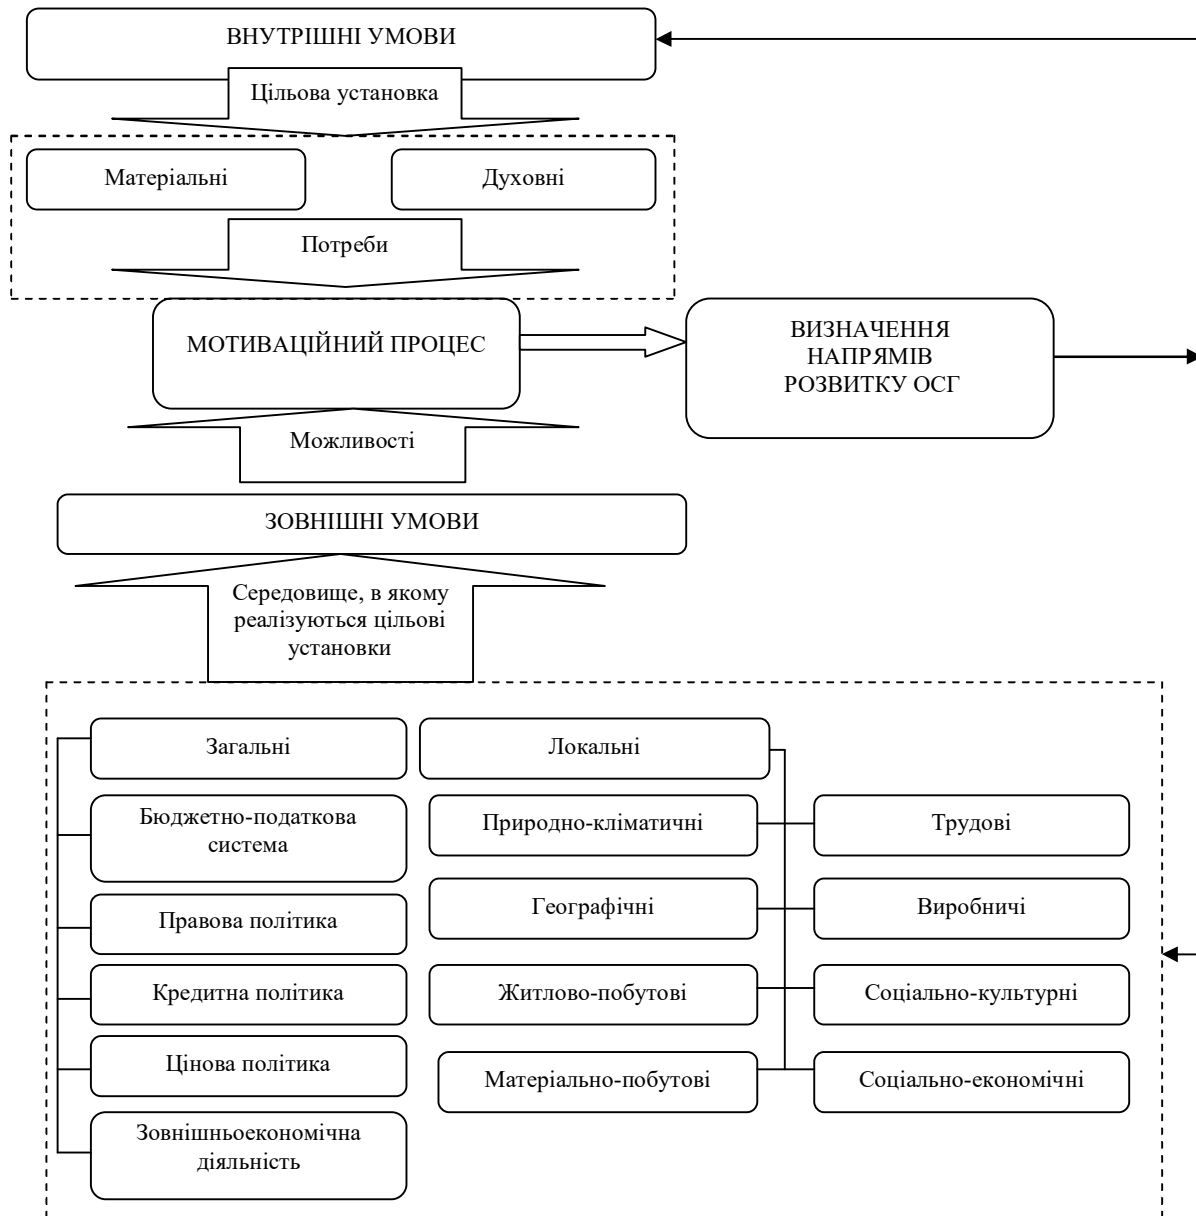 ВНУТРІШНІ УМОВИ
Цільова установка
Матеріальні
Духовні
Потреби
МОТИВАЦІЙНИЙ ПРОЦЕС
ВИЗНАЧЕННЯ
НАПРЯМІВ
РОЗВИТКУ ОСГ
Можливості
ЗОВНІШНІ УМОВИ
Середовище, в якому
реалізуються цільові
установки
Загальні
Бюджетно-податкова
система
Правова політика
Кредитна політика
Цінова політика
Зовнішньоекономічна
діяльність
Локальні
Природно-кліматичні
Трудові
Географічні
Виробничі
Житлово-побутові
Соціально-культурні
Матеріально-побутові
Соціально-економічні